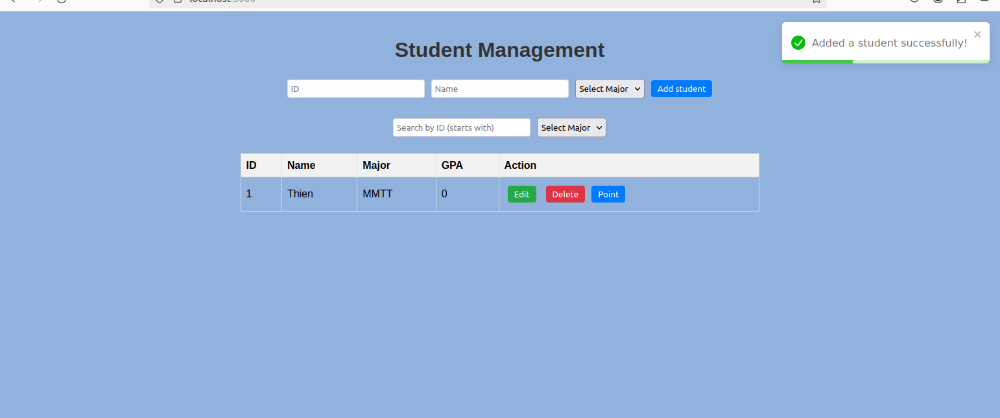 localhost:3000
Added a student successfully!
Student Management
ID Name Select Major Add student
Search by ID (starts with) Select Major
ID Name Major GPA Action
1 Thien MMTT 0 Edit Delete Point